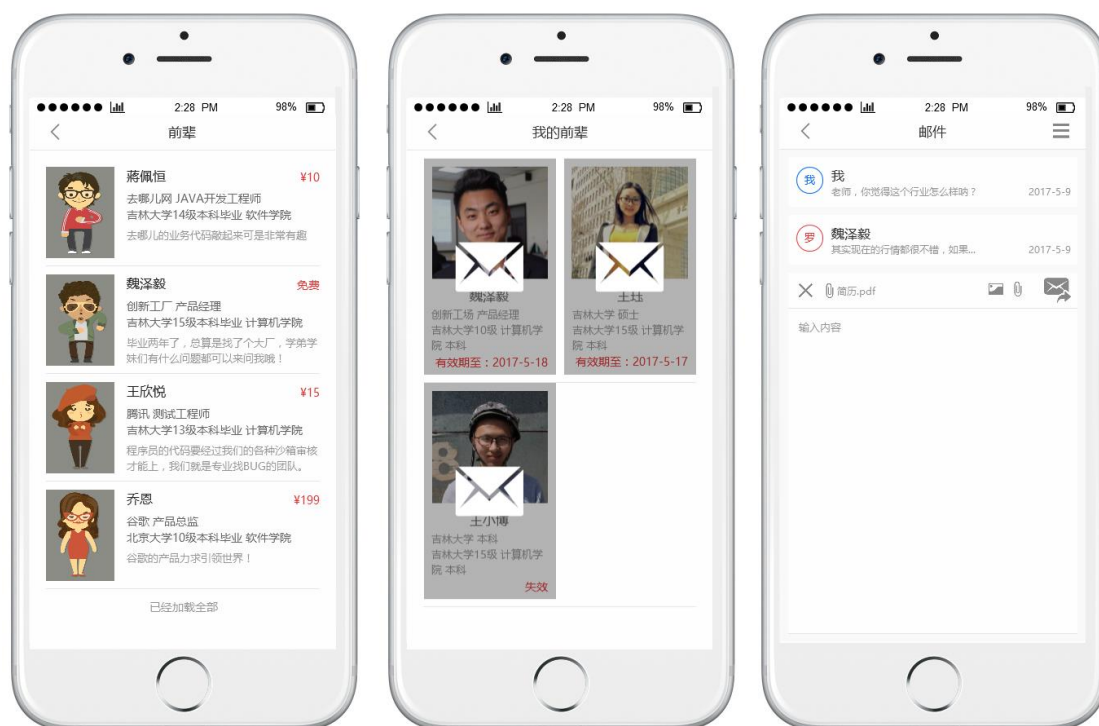 2:28 PM
98%
前辈
蒋佩恒
¥10
去哪儿网 JAVA开发工程师
吉林大学14级本科毕业 软件学院
去哪儿的业务代码敲起来可是非常有趣
魏泽毅
免费
创新工厂 产品经理
吉林大学15级本科毕业 计算机学院
毕业两年了，总算是找了个大厂，学弟学
妹们有什么问题都可以来问我哦！
王欣悦
¥15
腾讯 测试工程师
吉林大学13级本科毕业 计算机学院
程序员的代码要经过我们的各种沙箱审核
才能上，我们就是专业找BUG的团队。
乔恩
¥199
谷歌 产品总监
北京大学10级本科毕业 软件学院
谷歌的产品力求引领世界！
已经加载全部
2:28 PM
98%
我的前辈
魏泽毅
创新工场 产品经理
吉林大学10级 计算机学
院 本科
有效期至：2017-5-18
王珏
吉林大学 硕士
吉林大学15级 计算机学
院 本科
有效期至：2017-5-17
王小博
吉林大学 本科
吉林大学15级 计算机学
院 本科
失效
2:28 PM
98%
邮件
我
我
老师，你觉得这个行业怎么样呐？
2017-5-9
罗
魏泽毅
其实现在的行情都很不错，如果...
2017-5-9
简历.pdf
输入内容